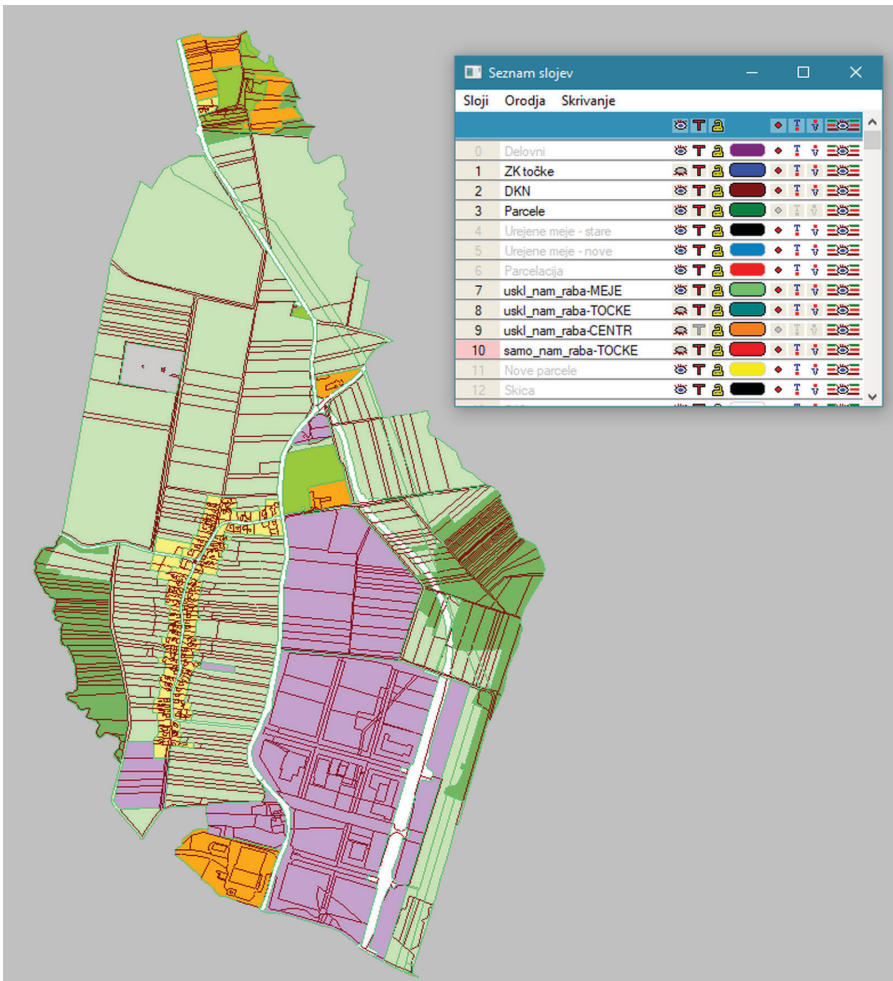 Seznam slojev
Sloji Orodja Skrivanje
0 Delovni
1 ZK točke
2 DKN
3 Parcele
4 Urejene meje - stare
5 Urejene meje - nove
6 Parcelacija
7 uskl_nam_raba-MEJE
8 uskl_nam_raba-TOCKE
9 uskl_nam_raba-CENTR
10 samo_nam_raba-TOCKE
11 Nove parcele
12 Skica